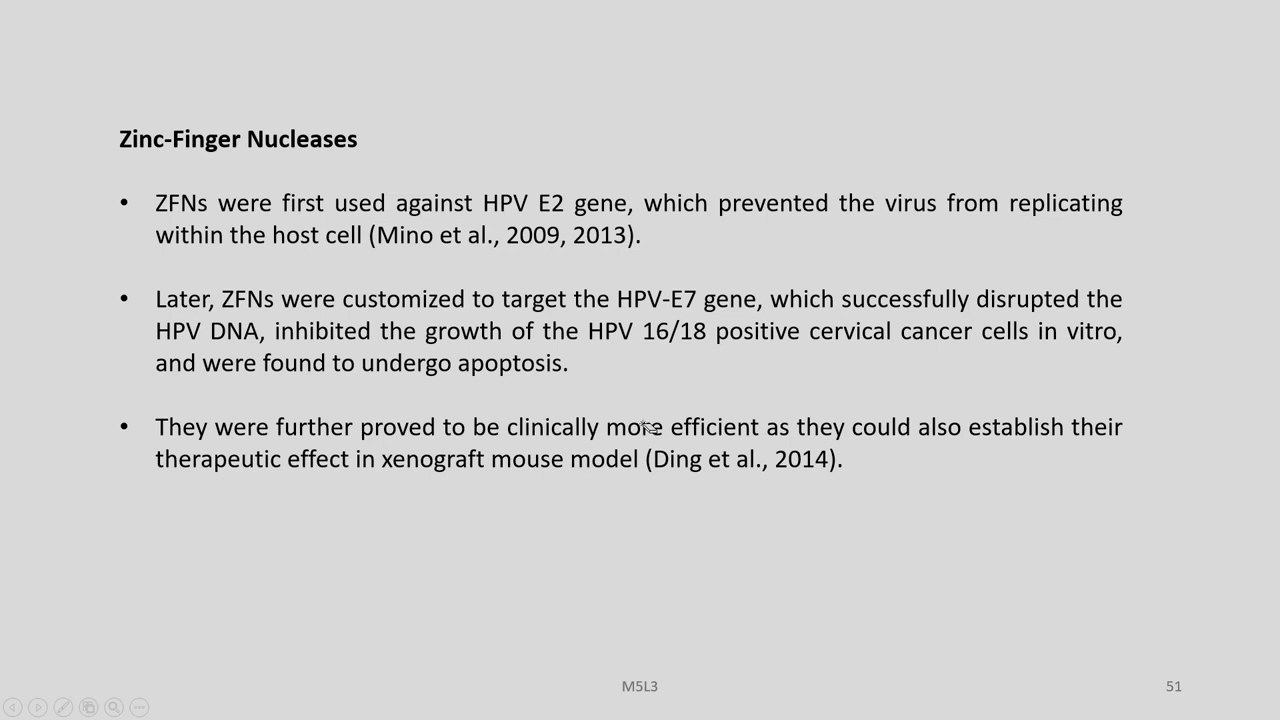 Zinc-Finger Nucleases
• ZFNs were first used against HPV E2 gene, which prevented the virus from replicating
within the host cell (Mino et al., 2009, 2013).
• Later, ZFNs were customized to target the HPV-E7 gene, which successfully disrupted the
HPV DNA, inhibited the growth of the HPV 16/18 positive cervical cancer cells in vitro,
and were found to undergo apoptosis.
• They were further proved to be clinically more efficient as they could also establish their
therapeutic effect in xenograft mouse model (Ding et al., 2014).
M5L3
51